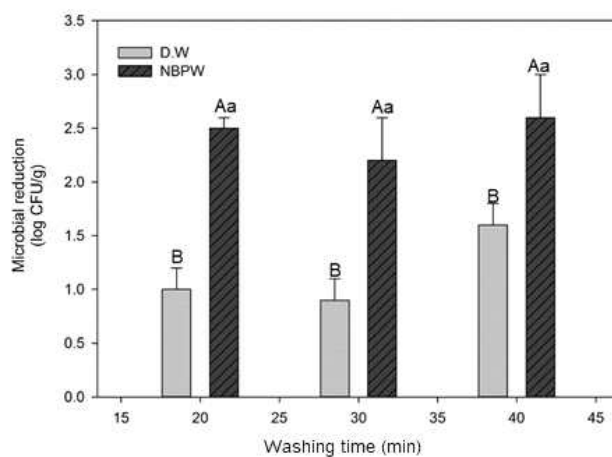 3.5
3.0
2.5
2.0
1.5
1.0
0.5
0.0
Microbial reduction
(log CFU/g)
D.W
NBPW
B
Aa
B
Aa
B
Aa
15 20 25 30 35 40 45
Washing time (min)